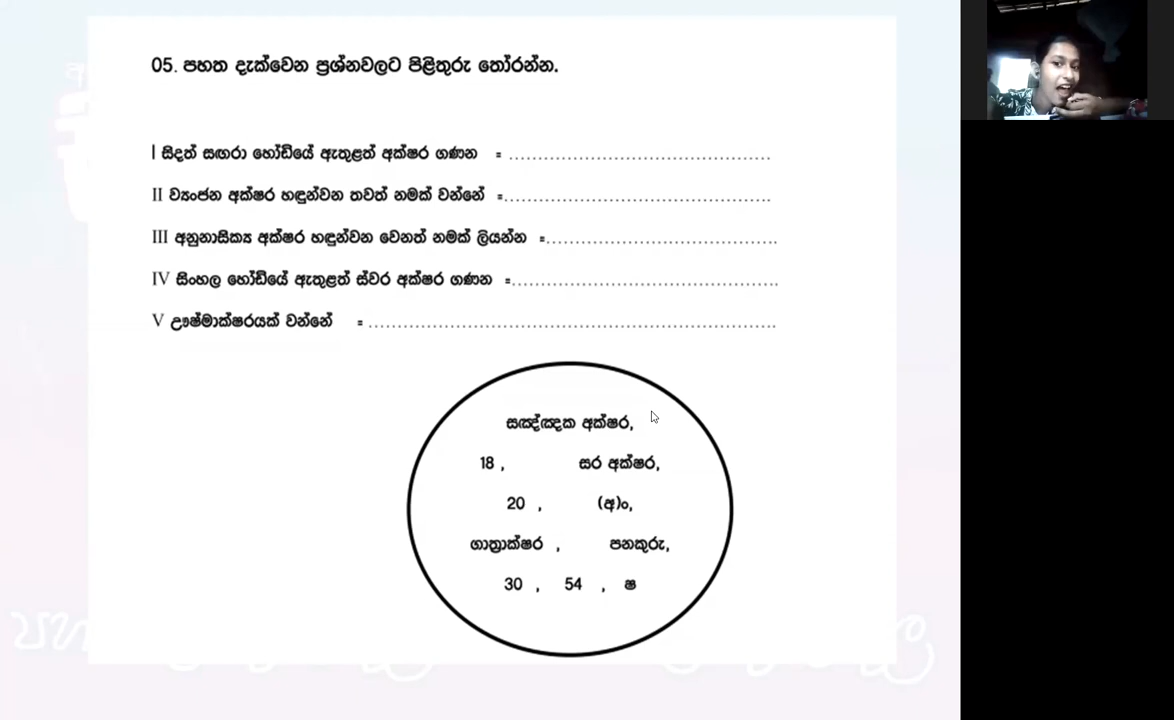 05. පහත දැක්වෙන ප්‍රශ්නවලට පිළිතුරු තෝරන්න.
I සිදත් සඟරා හෝඩියේ ඇතුළත් අක්ෂර ගණන = ............................................
II ව්‍යංජන අක්ෂර හඳුන්වන තවත් නමක් වන්නේ =.............................................
III අනුනාසික්‍ය අක්ෂර හඳුන්වන වෙනත් නමක් ලියන්න =.......................................
IV සිංහල හෝඩියේ ඇතුළත් ස්වර අක්ෂර ගණන =.............................................
V ඌෂ්මාක්ෂරයක් වන්නේ = .....................................................................
සඤ්ඤක අක්ෂර,
18 , සර අක්ෂර,
20 , (අ)ං,
ගාත්‍රාක්ෂර , පනකුරු,
30 , 54 , ෂ